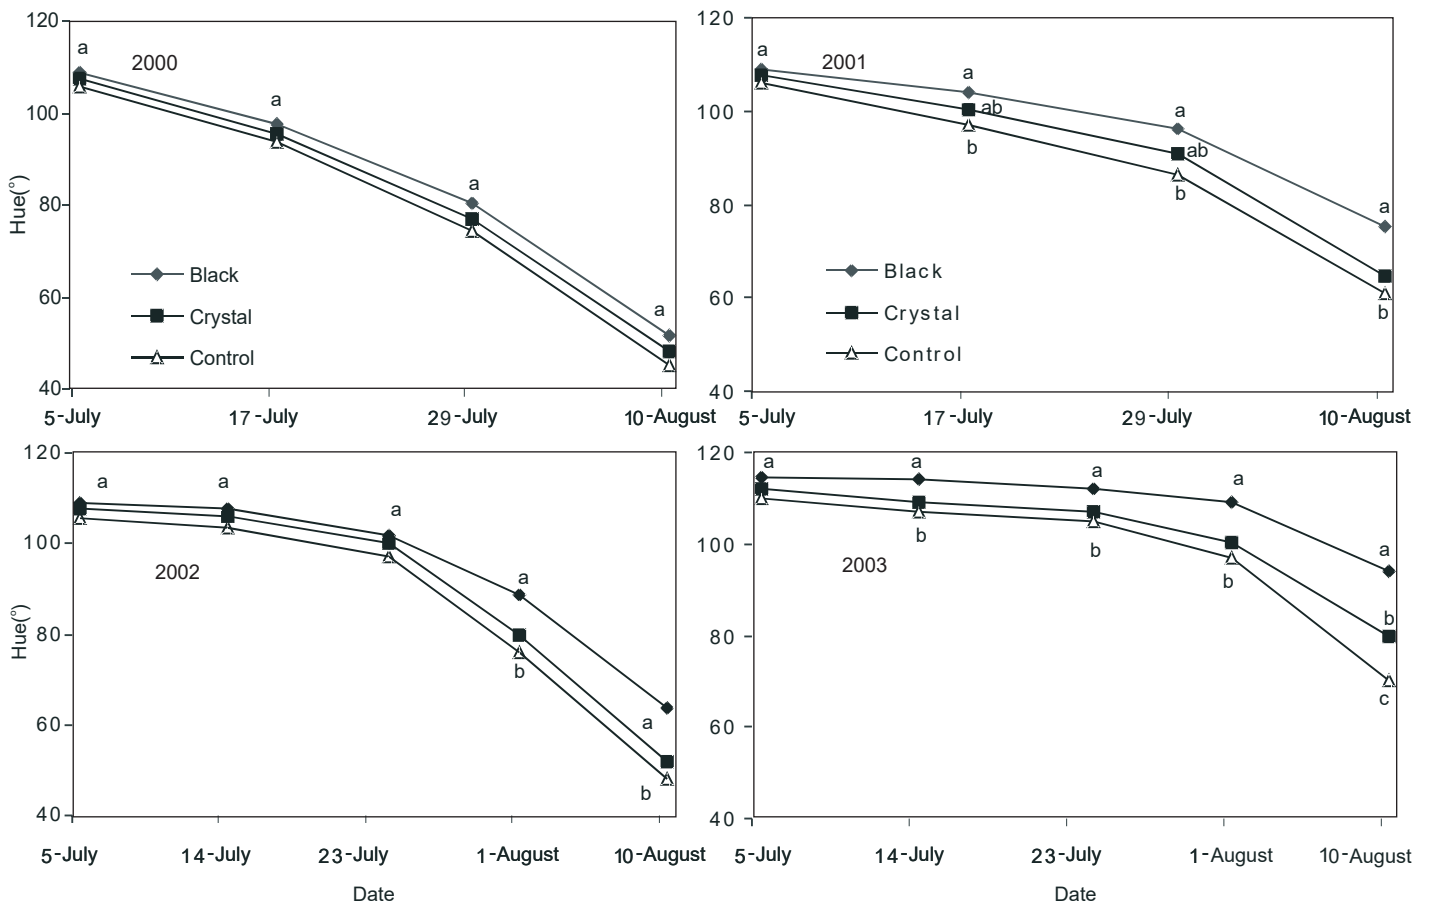 120
100
80
60
40
Hue(°)
2000
a
a
a
a
Black
Crystal
Control
5-July
17-July
29-July
10-August
120
100
80
60
40
2001
a
a
ab
b
a
ab
b
a
b
Black
Crystal
Control
5-July
17-July
29-July
10-August
120
100
80
60
40
Hue(°)
2002
a
a
a
a
b
a
b
5-July
14-July
23-July
1-August
10-August
Date
120
100
80
60
40
2003
a
a
b
a
b
a
b
a
b
c
5-July
14-July
23-July
1-August
10-August
Date